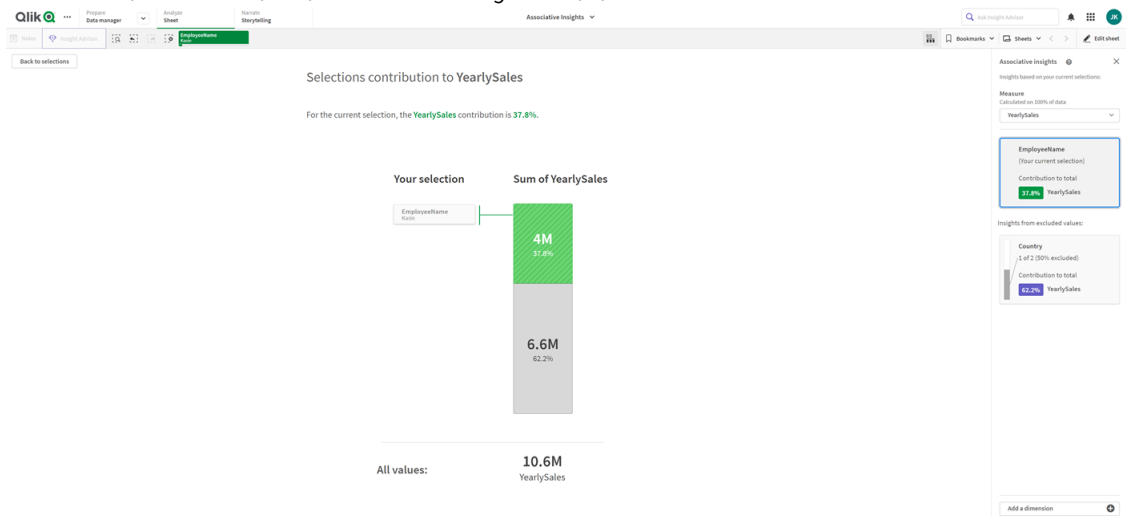 Qlik
Prepare
Data manager
Analyze
Sheet
Narrate
Storytelling
Associative Insights
Ask Insight Advisor
JK
Notes
Insight Advisor
EmployeeName
Kasin
Bookmarks
Sheets
Edit sheet
Back to selections
Selections contribution to YearlySales
For the current selection, the YearlySales contribution is 37.8%.
Your selection
Sum of YearlySales
EmployeeName
4M
37.8%
6.6M
62.2%
All values:
10.6M
YearlySales
Associative insights
Insights based on your current selections:
Measure
Calculated on 100% of data
YearlySales
EmployeeName
(Your current selection)
Contribution to total
37.8% YearlySales
Insights from excluded values:
Country
1 of 2 (50% excluded)
Contribution to total
62.2% YearlySales
Add a dimension